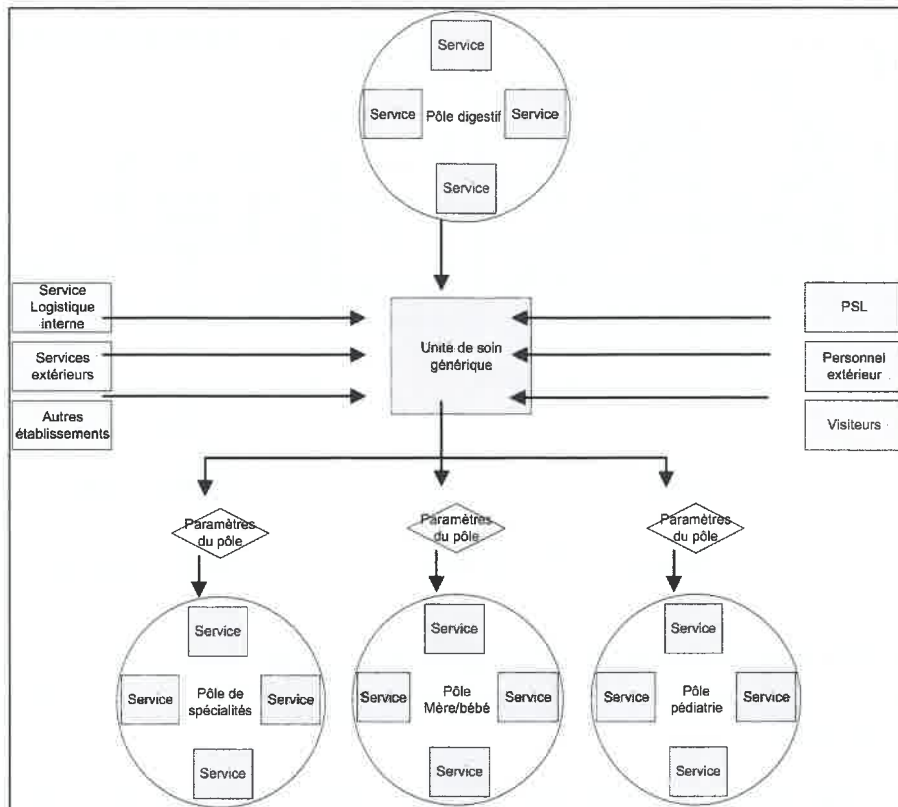 Service
Service
Pôle digestif
Service
Service
Service
Logistique
interne
Services
extérieurs
Autres
établissements
Unité de soin
générique
PSL
Personnel
extérieur
Visiteurs
Paramètres
du pôle
Paramètres
du pôle
Paramètres
du pôle
Service
Service
Pôle de
spécialités
Service
Service
Service
Service
Pôle
Mère/bébé
Service
Service
Service
Service
Pôle
pédiatrie
Service
Service